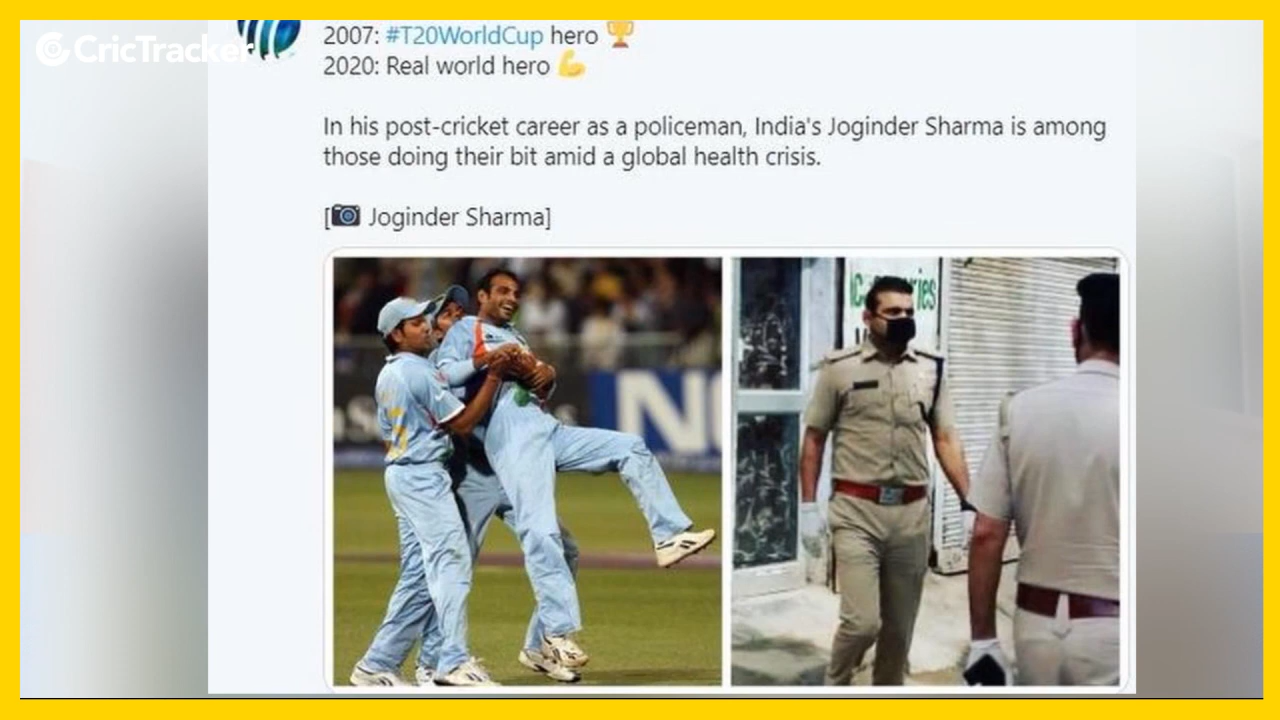 CricTracker
2007: #T20WorldCup hero 🏆
2020: Real world hero 💪
In his post-cricket career as a policeman, India's Joginder Sharma is among
those doing their bit amid a global health crisis.
[📷 Joginder Sharma]